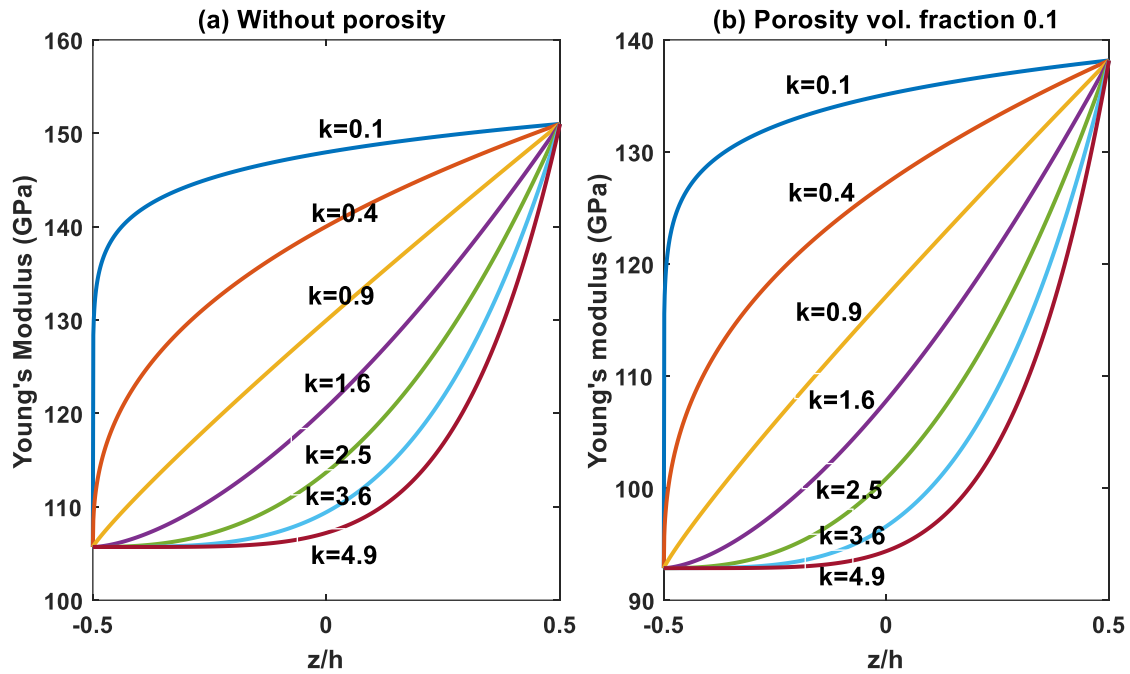 (a) Without porosity
160
150
140
130
120
110
100
Young's Modulus (GPa)
k=0.1
k=0.4
k=0.9
k=1.6
k=2.5
k=3.6
k=4.9
-0.5
0
0.5
z/h
(b) Porosity vol. fraction 0.1
140
130
120
110
100
90
Young's modulus (GPa)
k=0.1
k=0.4
k=0.9
k=1.6
k=2.5
k=3.6
k=4.9
-0.5
0
0.5
z/h